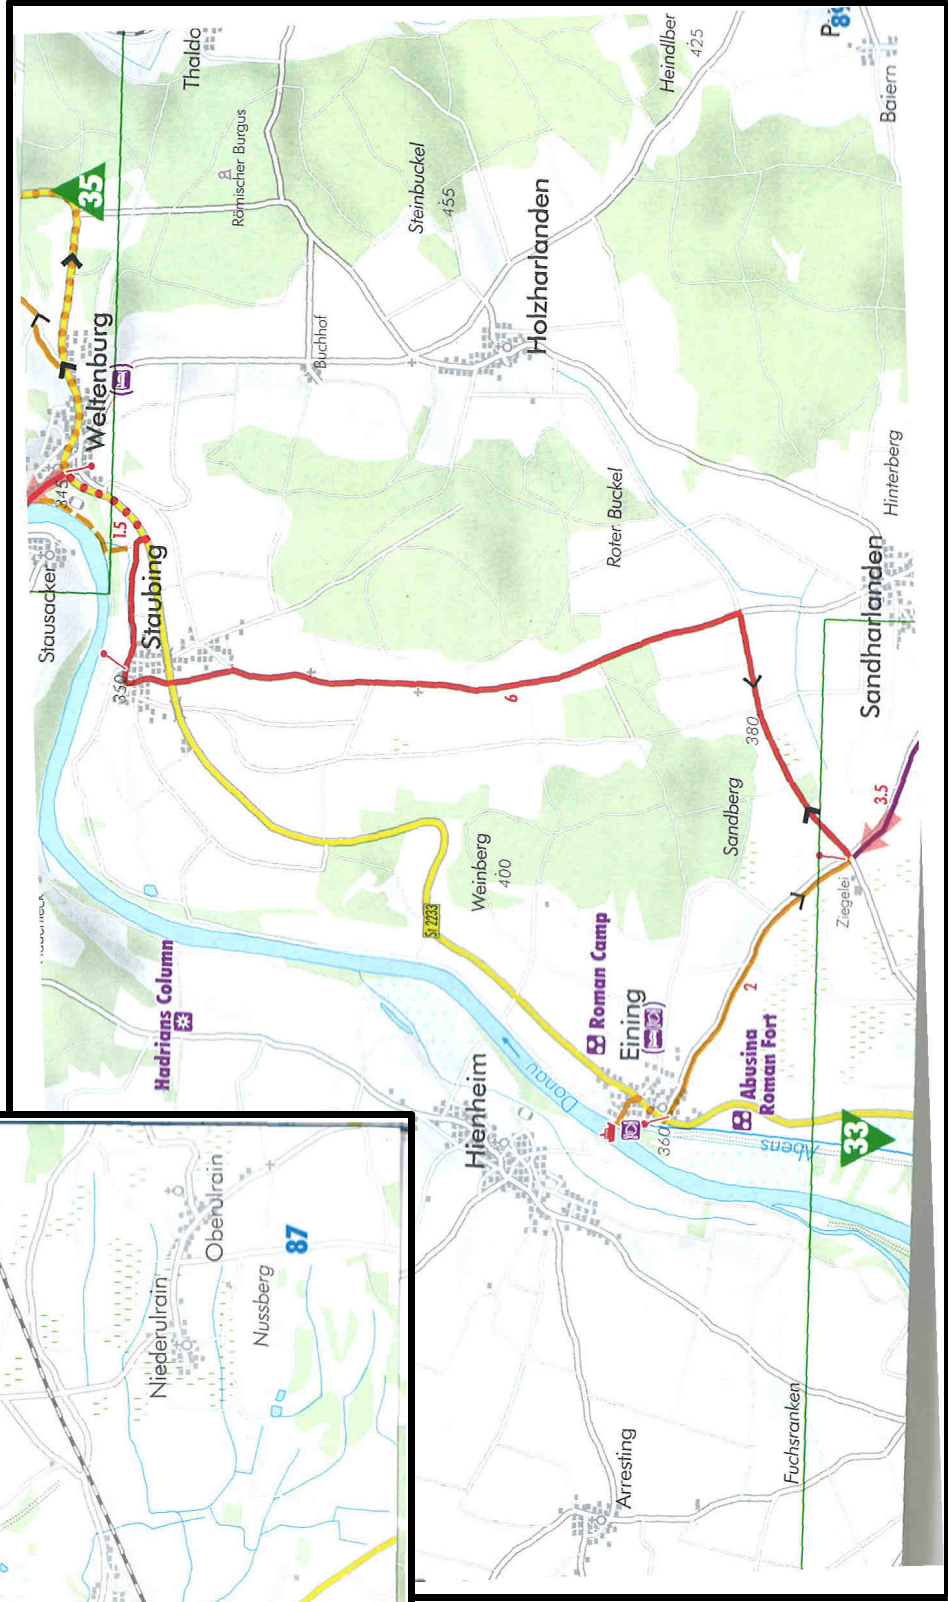 Thaldo
Römischer Burgus
35
Steinbuckel
455
Heindlber
425
P
89
Baiern
Holzharlanden
Buchhof
Weltenburg
345
1.5
Stausacker
Staubing
350
Roter Buckel
Hinterberg
Sandharlanden
6
380
Sandberg
3.5
Ziegelei
Weinberg
400
St 2233
Hadrians Column
Roman Camp
Eining
2
Abusina
Roman Fort
Donau
Hienheim
360
Abens
33
Oberulrain
Niederulrain
Nussberg
87
Arresting
Fuchsranken